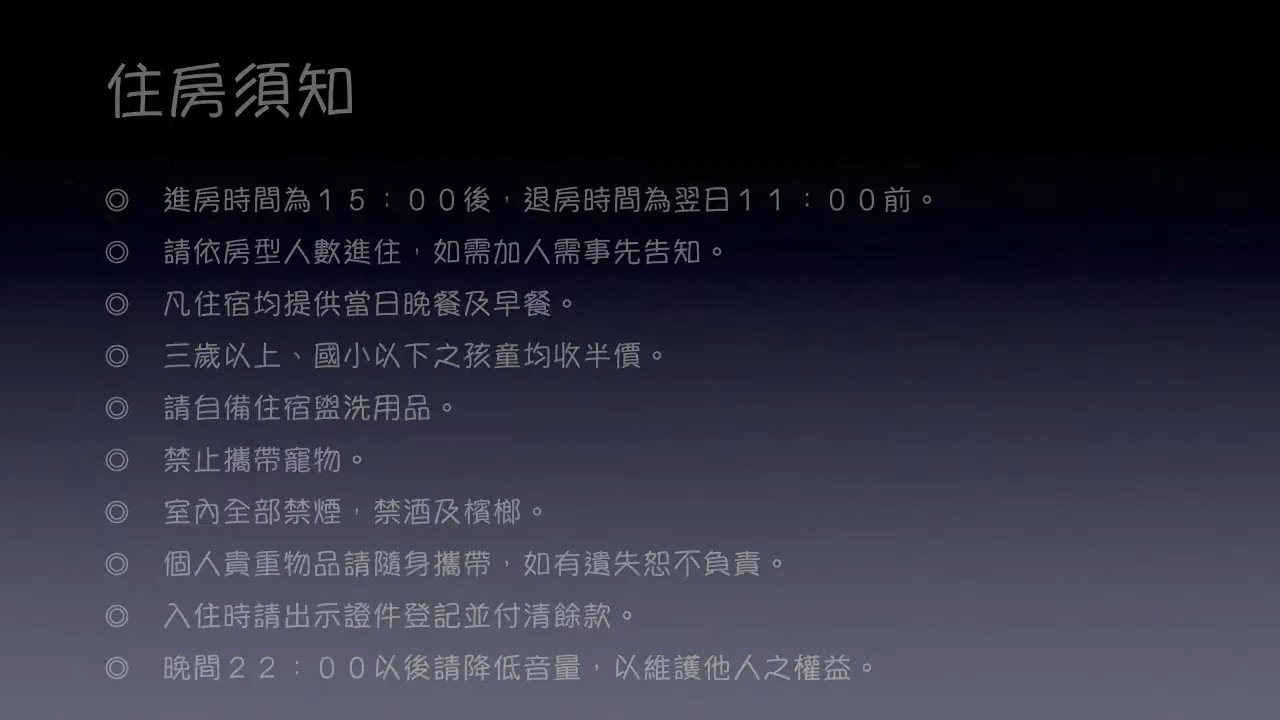 住房須知
◎ 進房時間為１５：００後，退房時間為翌日１１：００前。
◎ 請依房型人數進住，如需加人需事先告知。
◎ 凡住宿均提供當日晚餐及早餐。
◎ 三歲以上、國小以下之孩童均收半價。
◎ 請自備住宿盥洗用品。
◎ 禁止攜帶寵物。
◎ 室內全部禁煙，禁酒及檳榔。
◎ 個人貴重物品請隨身攜帶，如有遺失恕不負責。
◎ 入住時請出示證件登記並付清餘款。
◎ 晚間２２：００以後請降低音量，以維護他人之權益。